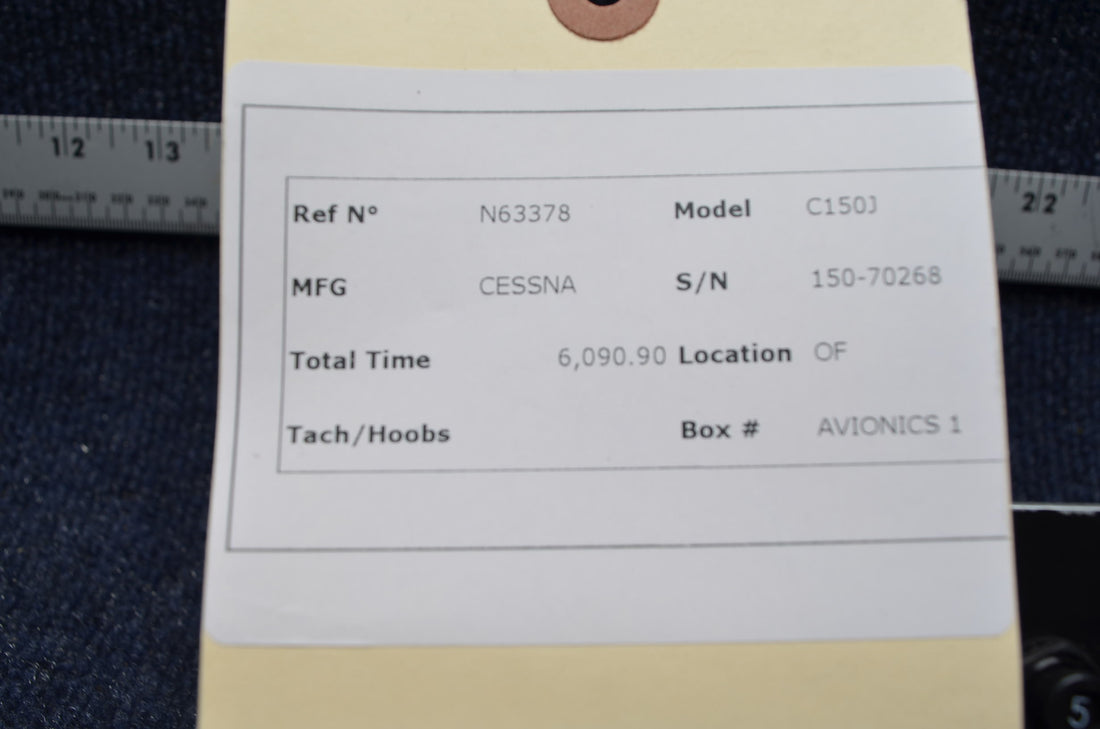 12 13
22
Ref N° N63378 Model C150J
MFG CESSNA S/N 150-70268
Total Time 6,090.90 Location OF
Tach/Hoobs Box # AVIONICS 1
5